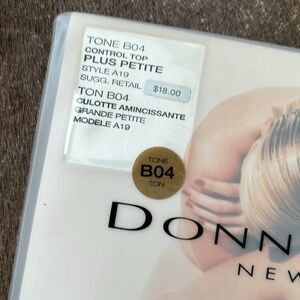 TONE B04
CONTROL TOP
PLUS PETITE
STYLE A19
SUGG. RETAIL $18.00
TON B04
CULOTTE AMINCISSANTE
GRANDE PETITE
MODELE A19
TONE
B04
TON
DONN
NEW